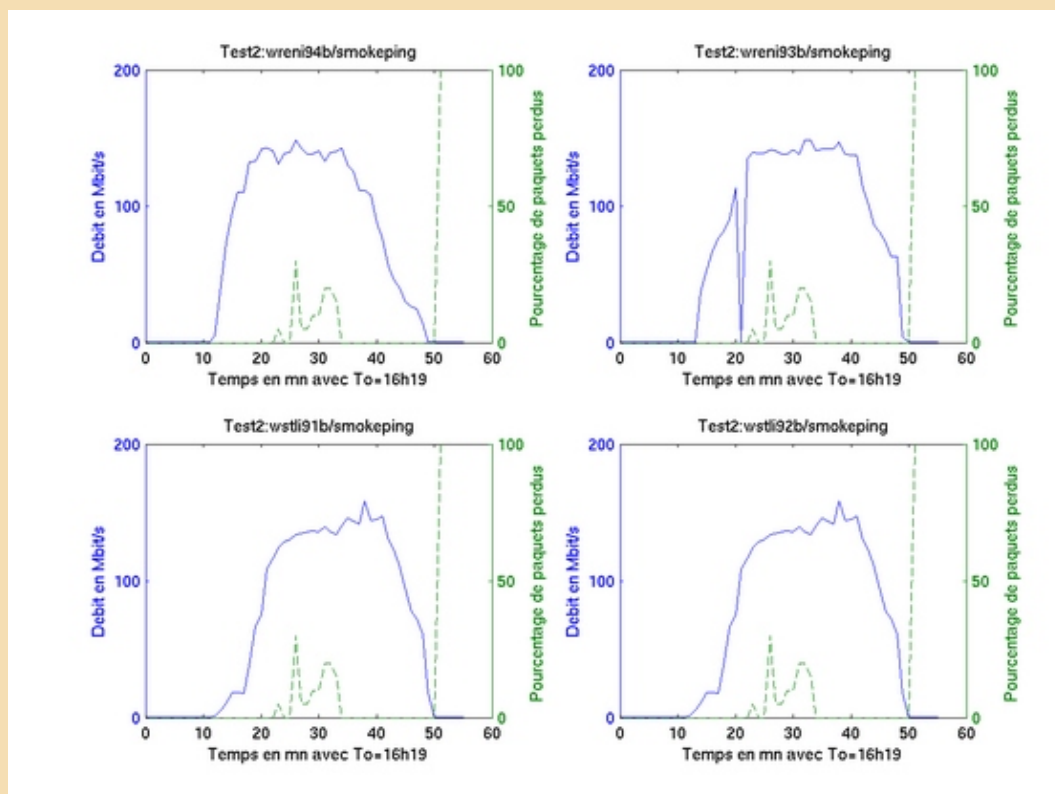 Test2:wreni94b/smokeping
200
100
0
Debit en Mbit/s
100
50
0
Pourcentage de paquets perdus
0 10 20 30 40 50 60
Temps en mn avec To=16h19
Test2:wreni93b/smokeping
200
100
0
Debit en Mbit/s
100
50
0
Pourcentage de paquets perdus
0 10 20 30 40 50 60
Temps en mn avec To=16h19
Test2:wstli91b/smokeping
200
100
0
Debit en Mbit/s
100
50
0
Pourcentage de paquets perdus
0 10 20 30 40 50 60
Temps en mn avec To=16h19
Test2:wstli92b/smokeping
200
100
0
Debit en Mbit/s
100
50
0
Pourcentage de paquets perdus
0 10 20 30 40 50 60
Temps en mn avec To=16h19